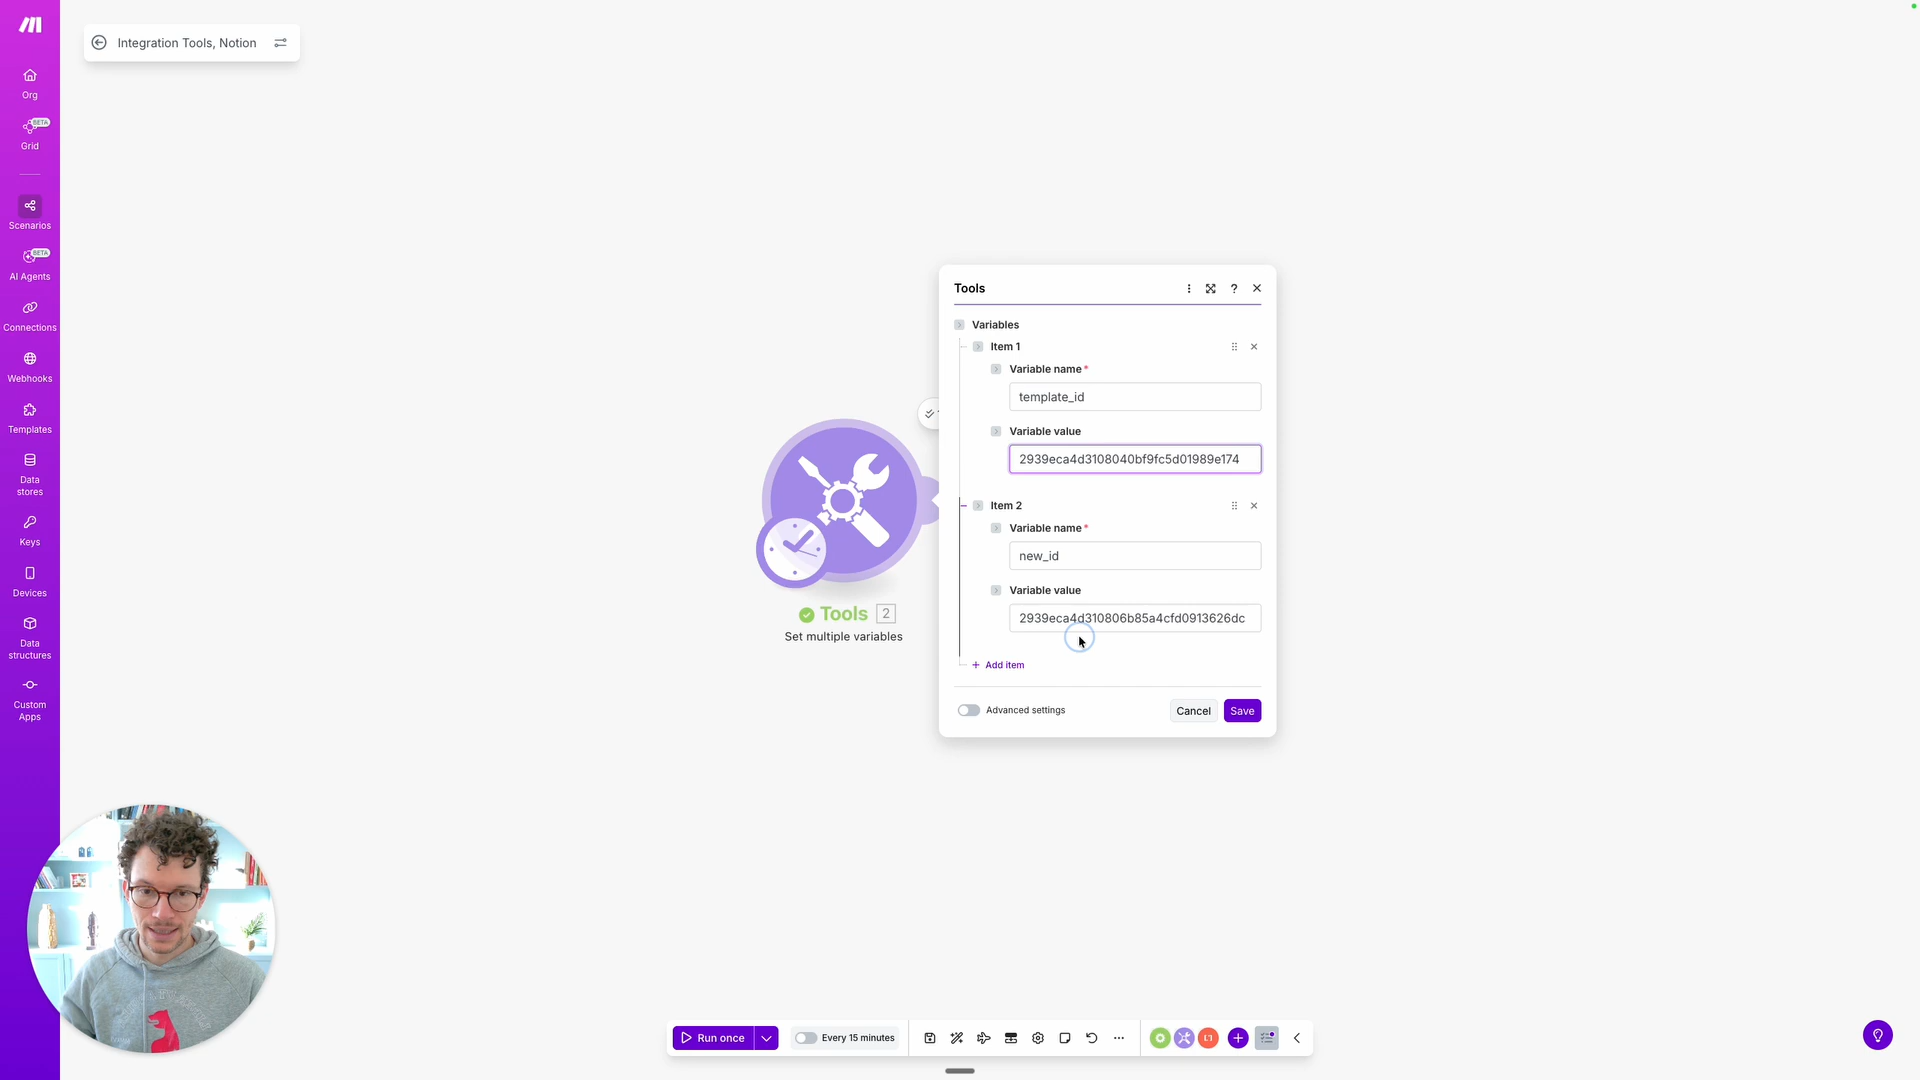 Integration Tools, Notion
Org
BETA
Grid
Scenarios
BETA
AI Agents
Connections
Webhooks
Templates
Data
stores
Keys
Devices
Data
structures
Custom
Apps
Tools
Variables
Item 1
Variable name*
template_id
Variable value
2939eca4d3108040bf9fc5d01989e174
Item 2
Variable name*
new_id
Variable value
2939eca4d310806b85a4cfd0913626dc
+ Add item
Advanced settings
Cancel
Save
Tools 2
Set multiple variables
Run once
Every 15 minutes